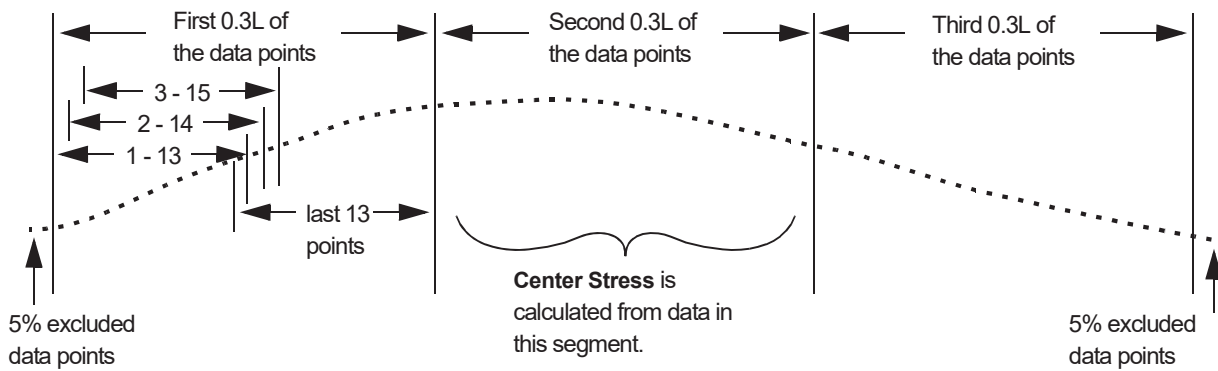 First 0.3L of
the data points
Second 0.3L of
the data points
Third 0.3L of
the data points
3 - 15
2 - 14
1 - 13
last 13
points
Center Stress is
calculated from data in
this segment.
5% excluded
data points
5% excluded
data points